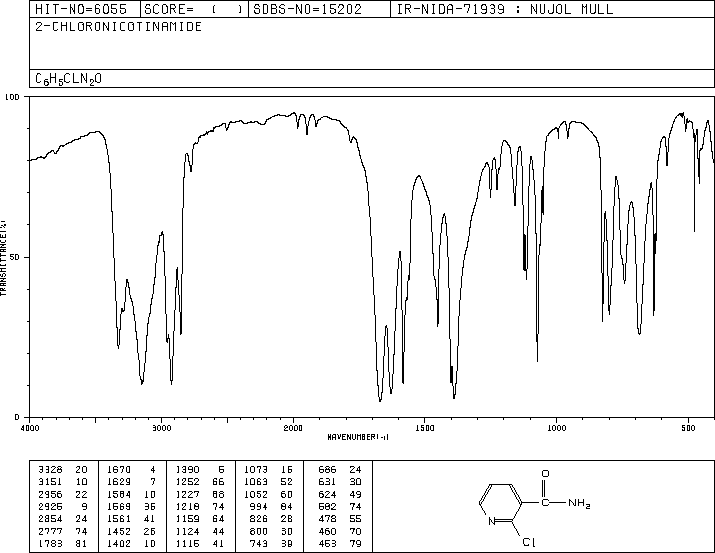 HIT-NO=6055 SCORE= ( ) SDBS-NO=15202 IR-NIDA-71939 : NUJOL MULL
2-CHLORONICOTINAMIDE
C6H5CLN2O
100
TRANSMITTANCE(%)
50
0
4000 3000 2000 1500 1000 500
WAVENUMBER(-1)
3328 20 1670 4 1390 5 1073 16 686 24
3151 10 1629 7 1252 66 1063 52 631 30
2956 22 1584 10 1227 68 1052 60 624 49
2925 9 1569 36 1218 74 994 84 582 74
2854 24 1561 41 1159 64 826 28 478 55
2777 74 1452 26 1124 44 800 30 460 70
1783 81 1402 10 1116 41 743 39 453 79
O
C NH2
N
Cl